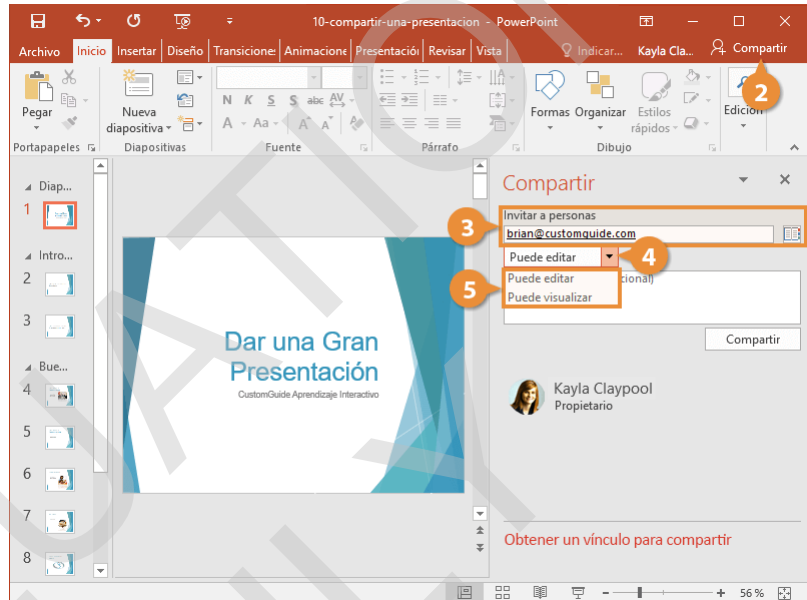 10-compartir-una-presentacion - PowerPoint
Archivo Inicio Insertar Diseño Transicione Animacione Presentació Revisar Vista Indicar... Kayla Cla... Compartir
2
Pegar Nueva diapositiva N K S S abc AV A Aa A A Formas Organizar Estilos rápidos Edición
Portapapeles Diapositivas Fuente Párrafo Dibujo
Diap...
1
Intro...
2
3
Bue...
4
5
6
7
8
Dar una Gran
Presentación
CustomGuide Aprendizaje Interactivo
Compartir
Invitar a personas
3
brian@customguide.com
Puede editar
4
Puede editar
cional)
5
Puede visualizar
Compartir
Kayla Claypool
Propietario
Obtener un vínculo para compartir
56 %